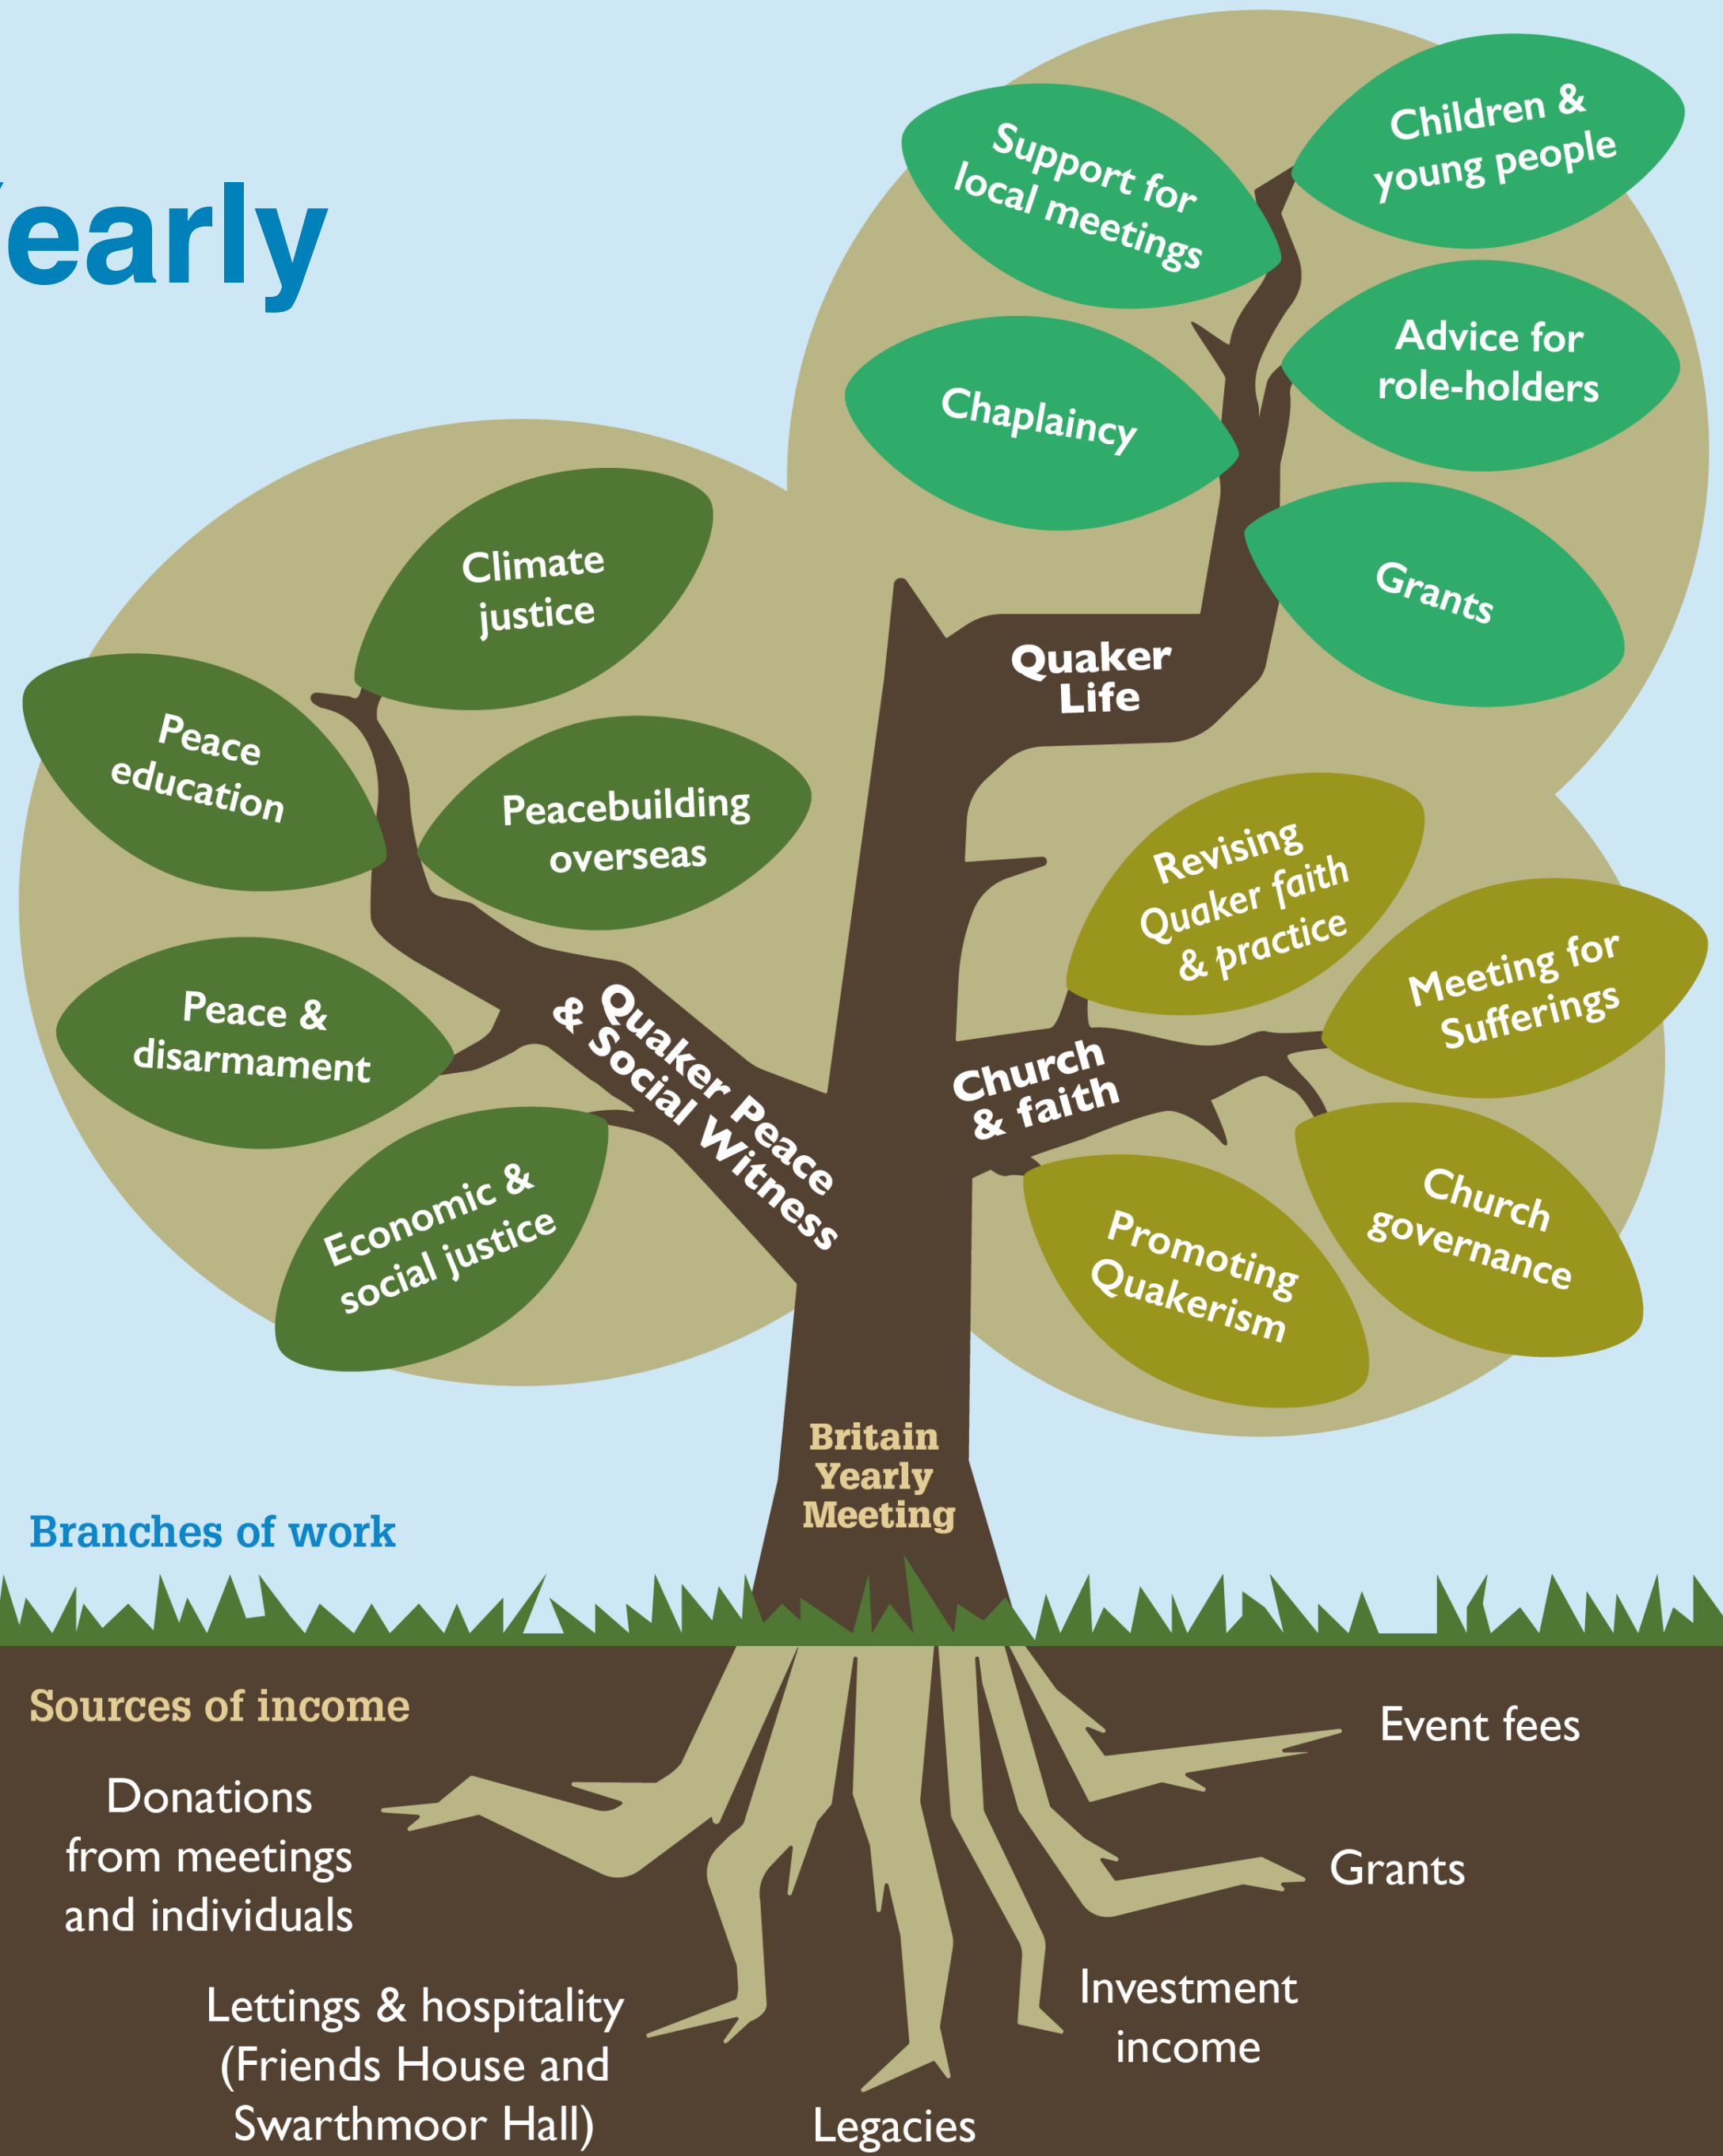 Yearly
Support for
local meetings
Children &
young people
Chaplaincy
Advice for
role-holders
Grants
Quaker
Life
Climate
justice
Peace
education
Peacebuilding
overseas
Peace &
disarmament
Economic &
social justice
Quaker Peace
& Social Witness
Revising
Quaker faith
& practice
Meeting for
Sufferings
Church
& faith
Church
governance
Promoting
Quakerism
Britain
Yearly
Meeting
Branches of work
Sources of income
Donations
from meetings
and individuals
Lettings & hospitality
(Friends House and
Swarthmoor Hall)
Legacies
Investment
income
Grants
Event fees